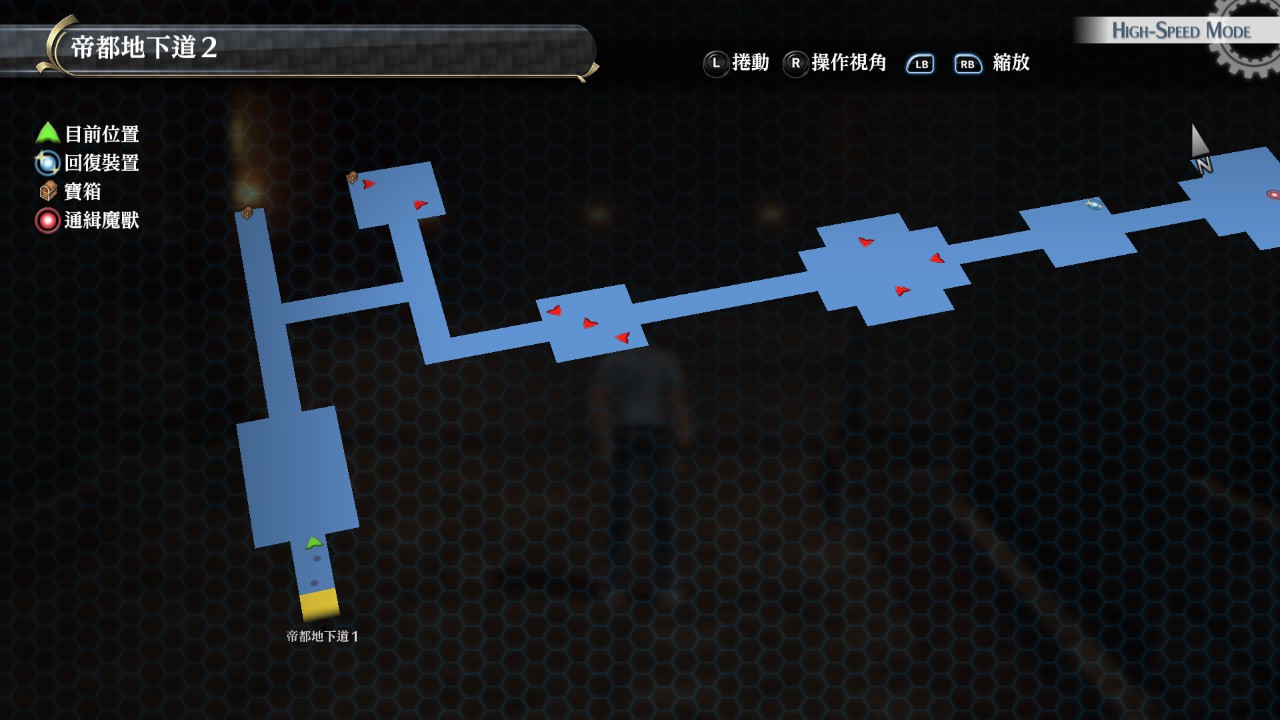 帝都地下道２
HIGH-SPEED MODE
L 捲動 R 操作視角 LB RB 縮放
目前位置
回復裝置
寶箱
通緝魔獸
N
帝都地下道１